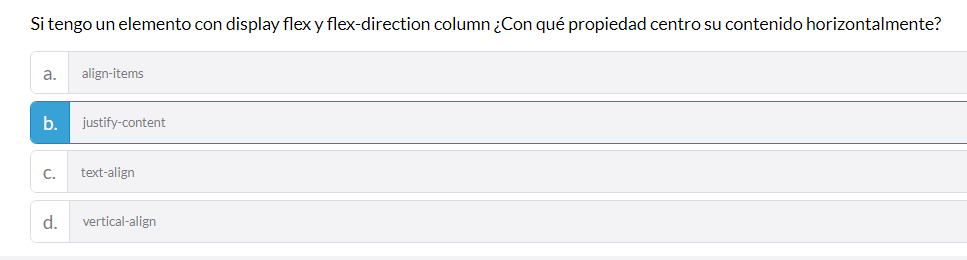 Si tengo un elemento con display flex y flex-direction column ¿Con qué propiedad centro su contenido horizontalmente?
a. align-items
b. justify-content
c. text-align
d. vertical-align